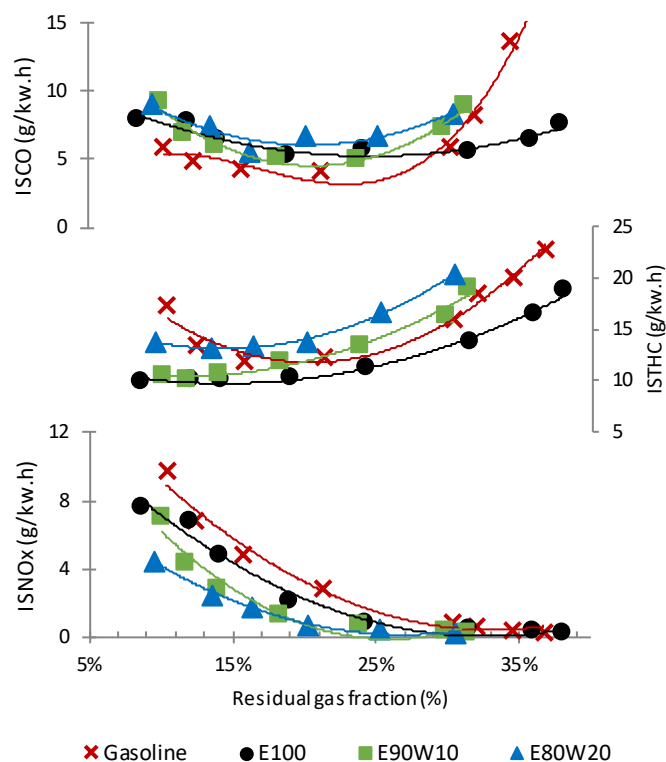 15
10
5
0
ISCO (g/kw.h)
25
20
15
10
5
ISTHC (g/kw.h)
12
8
4
0
ISNOx (g/kw.h)
5% 15% 25% 35%
Residual gas fraction (%)
Gasoline E100 E90W10 E80W20